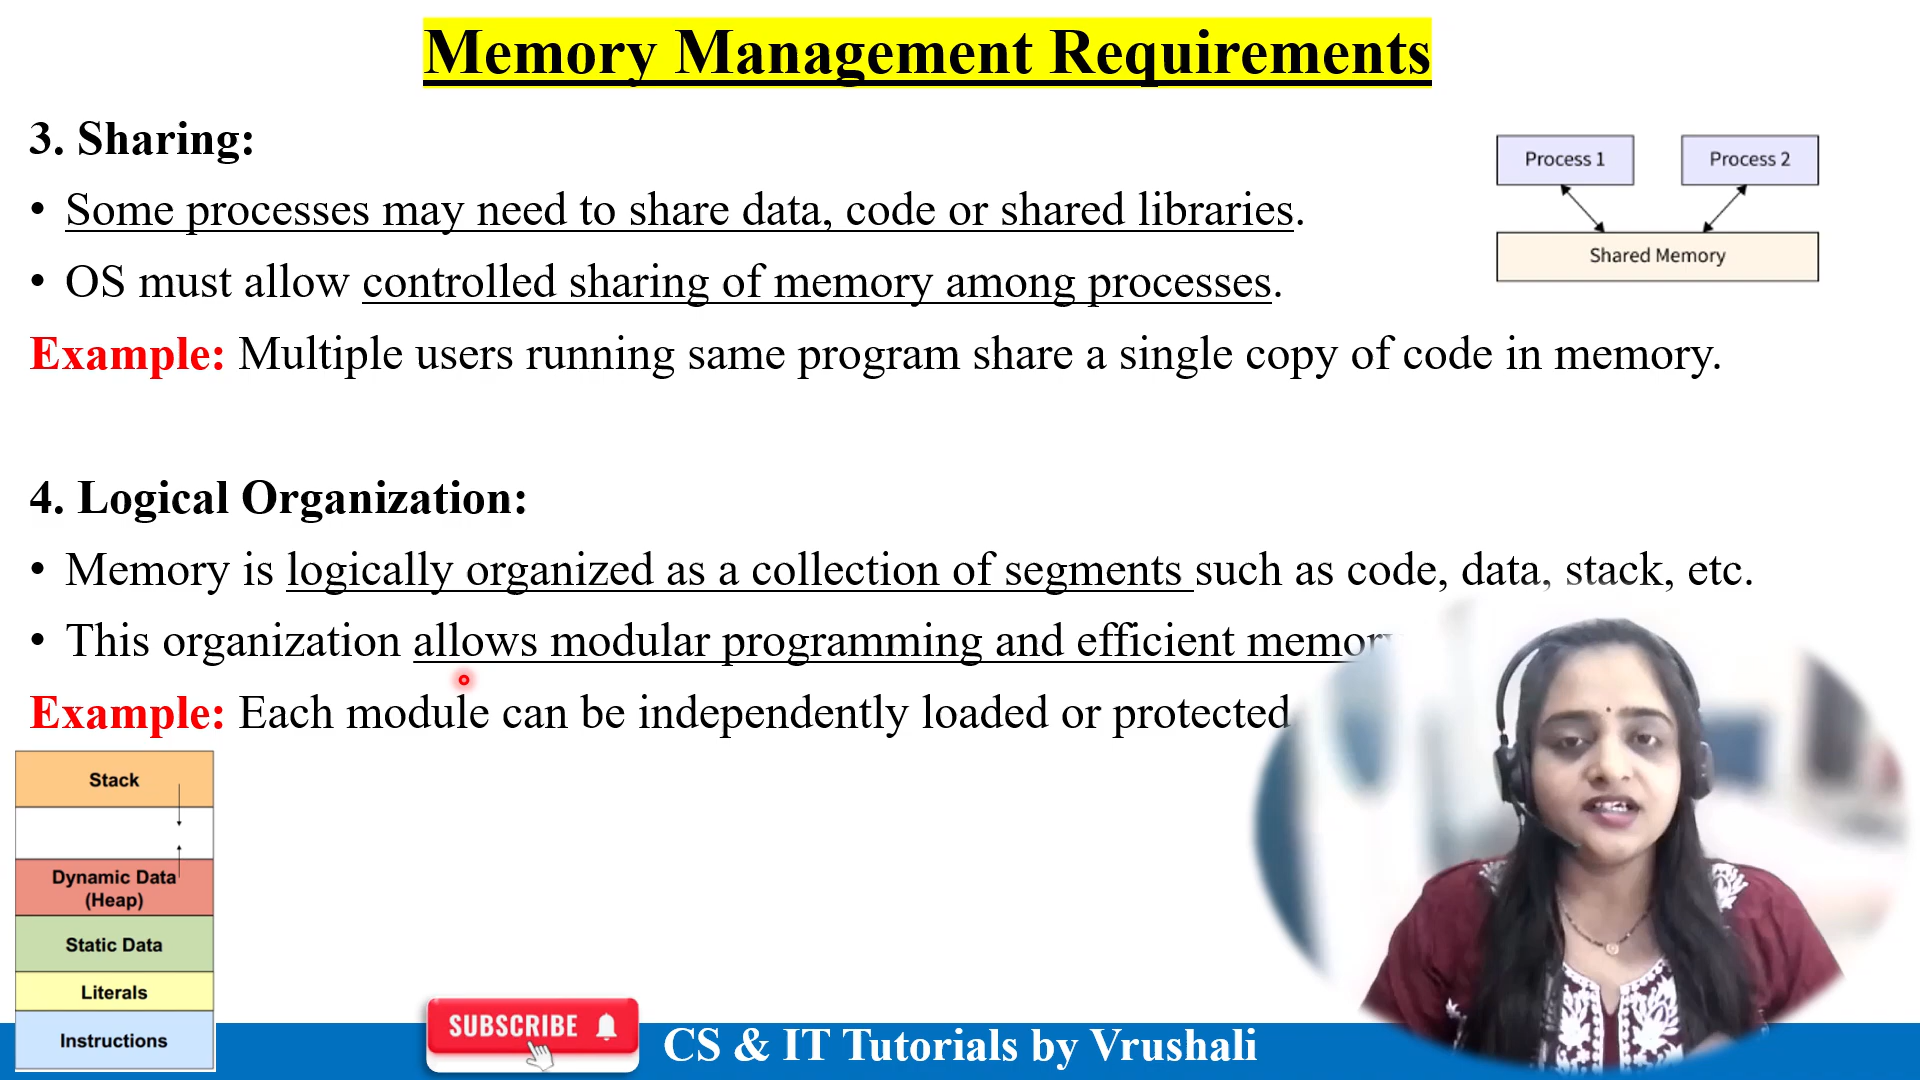 Memory Management Requirements
3. Sharing:
• Some processes may need to share data, code or shared libraries.
• OS must allow controlled sharing of memory among processes.
Example: Multiple users running same program share a single copy of code in memory.
Process 1
Process 2
Shared Memory
4. Logical Organization:
• Memory is logically organized as a collection of segments such as code, data, stack, etc.
• This organization allows modular programming and efficient memory
Example: Each module can be independently loaded or protected
Stack
Dynamic Data
(Heap)
Static Data
Literals
Instructions
SUBSCRIBE
CS & IT Tutorials by Vrushali